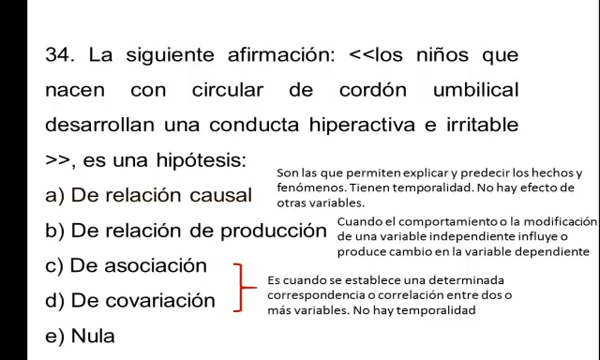 34. La siguiente afirmación: <<los niños que
nacen con circular de cordón umbilical
desarrollan una conducta hiperactiva e irritable
>>, es una hipótesis:
a) De relación causal
Son las que permiten explicar y predecir los hechos y
fenómenos. Tienen temporalidad. No hay efecto de
otras variables.
b) De relación de producción
Cuando el comportamiento o la modificación
de una variable independiente influye o
produce cambio en la variable dependiente
c) De asociación
d) De covariación
Es cuando se establece una determinada
correspondencia o correlación entre dos o
más variables. No hay temporalidad
e) Nula